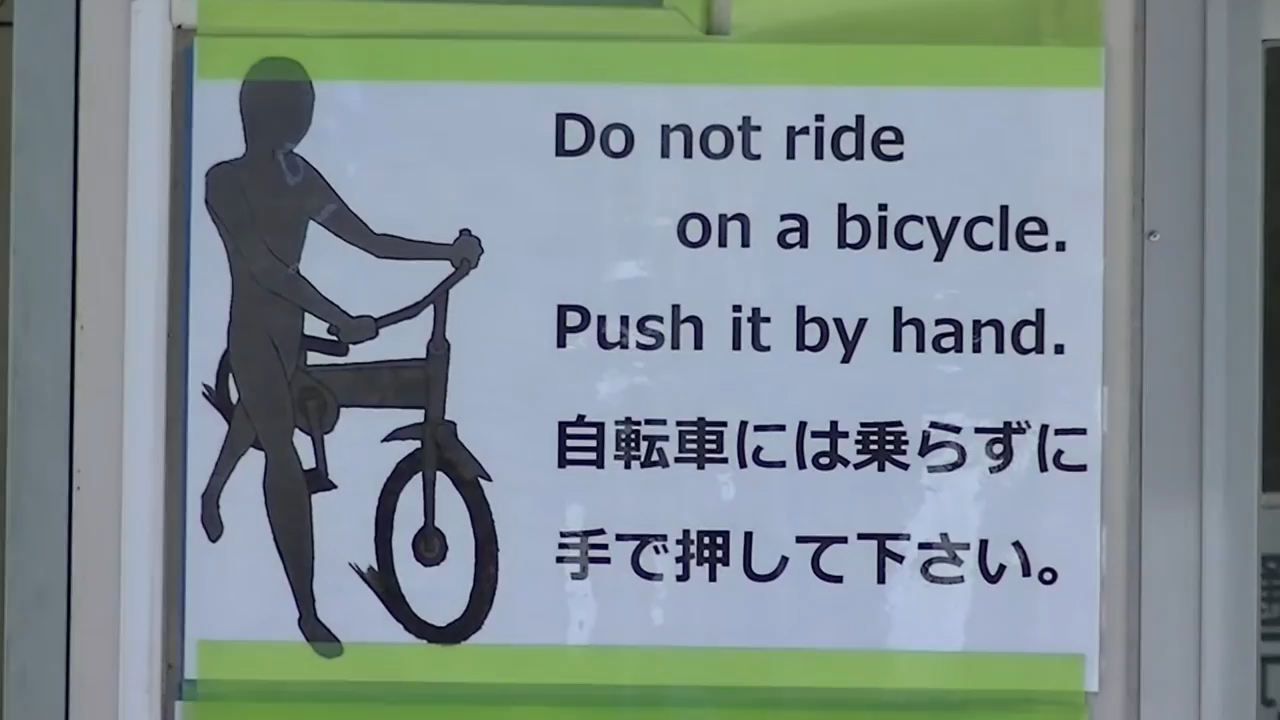 Do not ride
on a bicycle.
Push it by hand.
自転車には乗らずに
手で押して下さい。